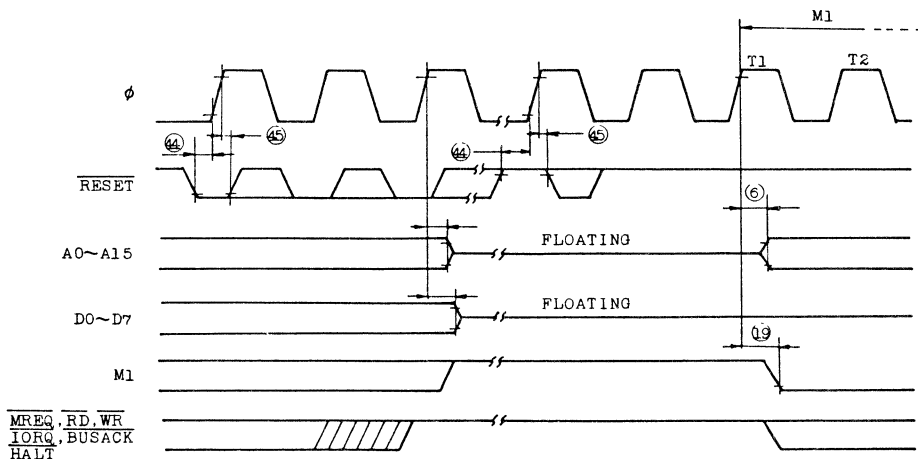 M1
T1 T2
φ
㊹ ㊺ ㊹ ㊺
RESET
⑥
A0~A15 FLOATING
D0~D7 FLOATING
⑲
M1
MREQ,RD,WR
IORQ,BUSACK
HALT